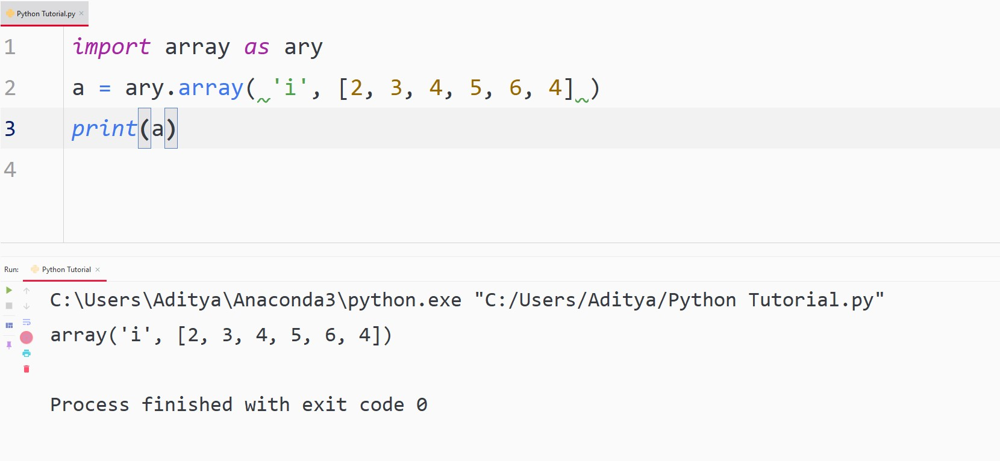 Python Tutorial.py ×
1 import array as ary
2 a = ary.array( 'i', [2, 3, 4, 5, 6, 4] )
3 print(a)
4
Run: Python Tutorial ×
C:\Users\Aditya\Anaconda3\python.exe "C:/Users/Aditya/Python Tutorial.py"
array('i', [2, 3, 4, 5, 6, 4])
Process finished with exit code 0